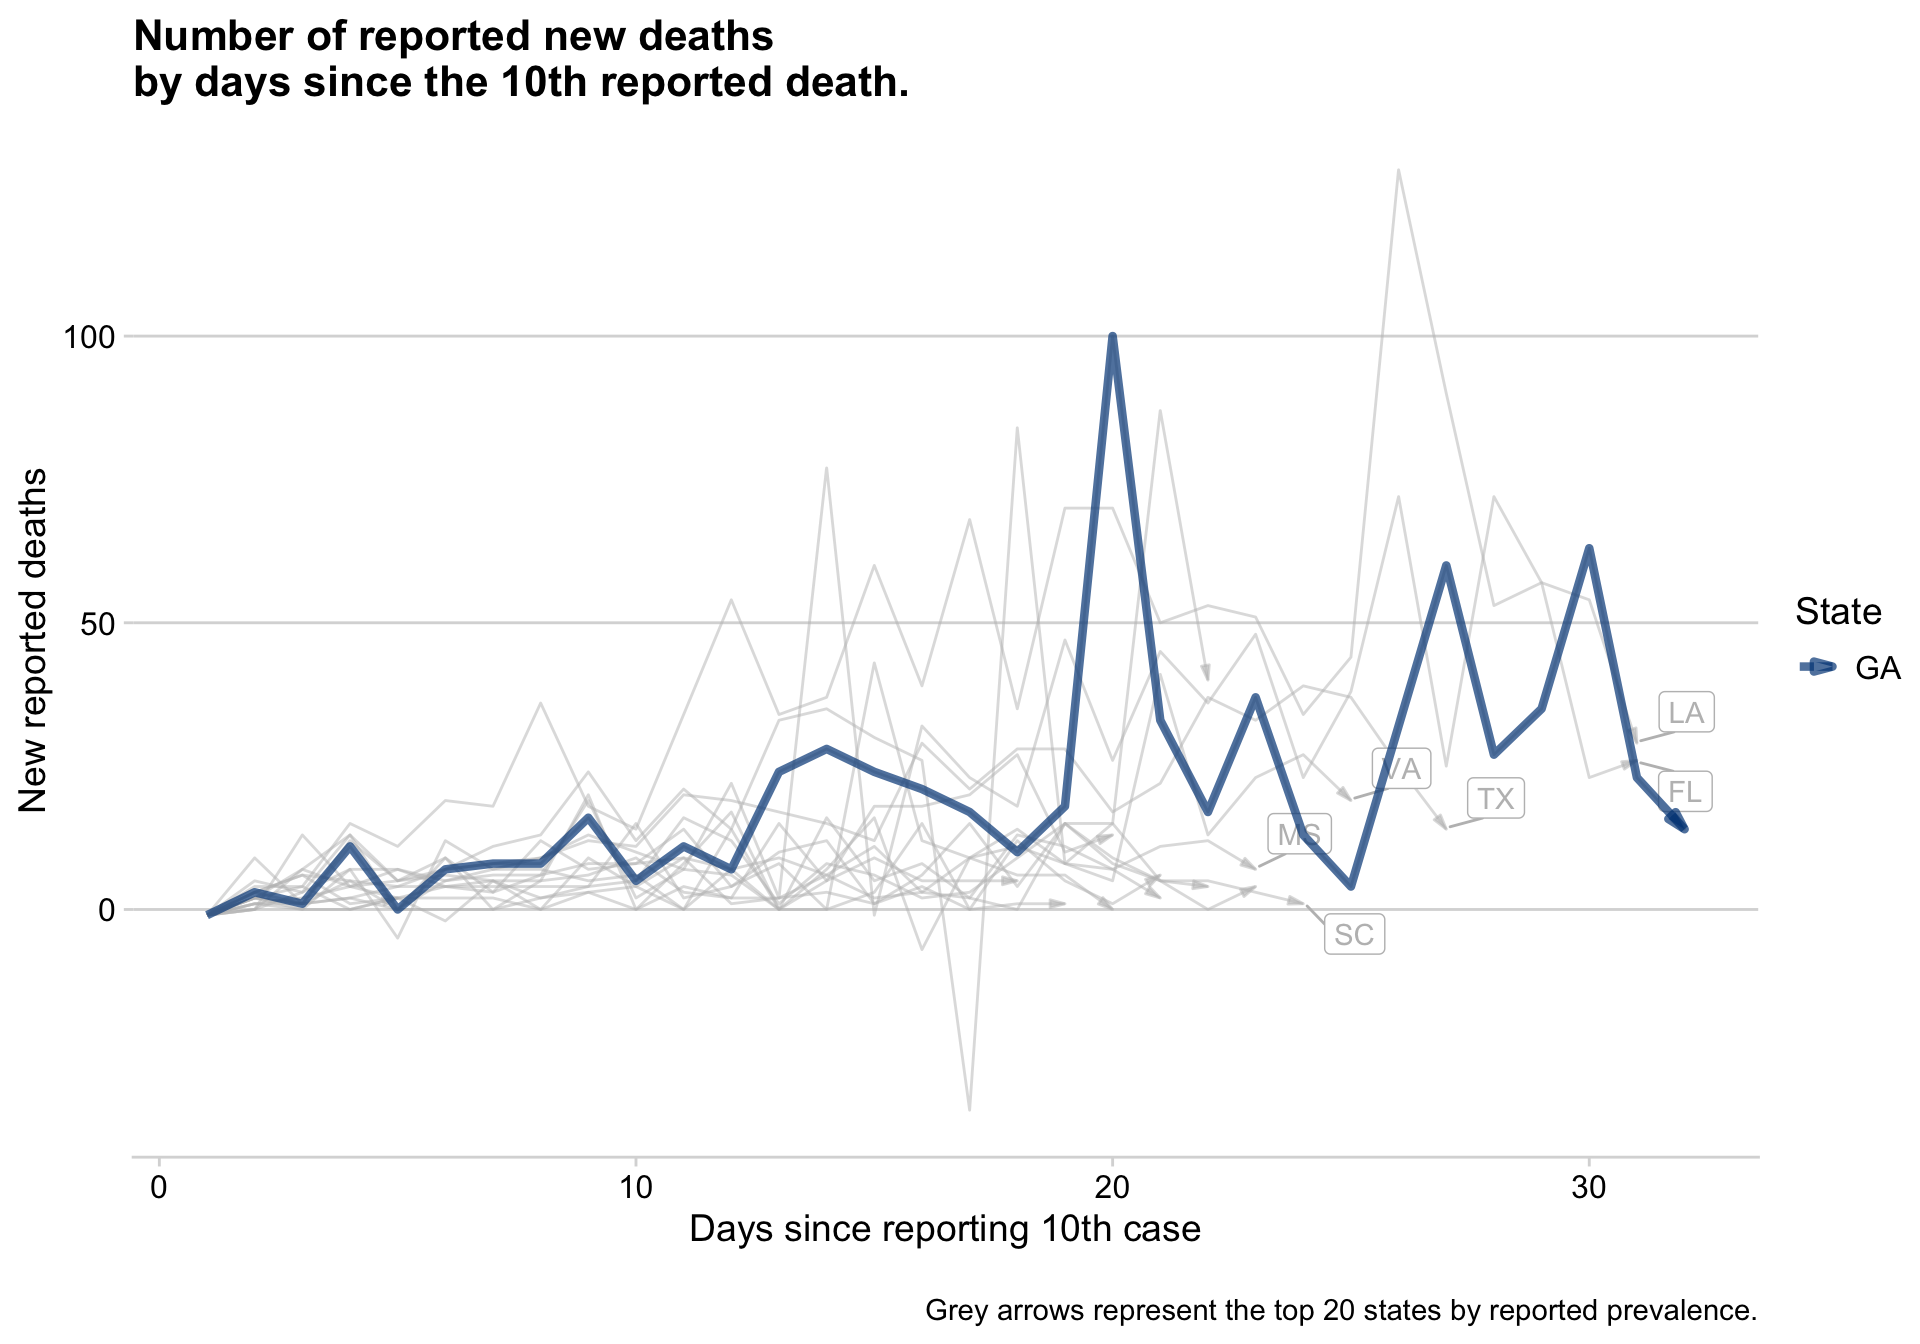 Number of reported new deaths
by days since the 10th reported death.
New reported deaths
100
50
0
LA
VA
FL
TX
MS
SC
State
GA
0
10
20
30
Days since reporting 10th case
Grey arrows represent the top 20 states by reported prevalence.